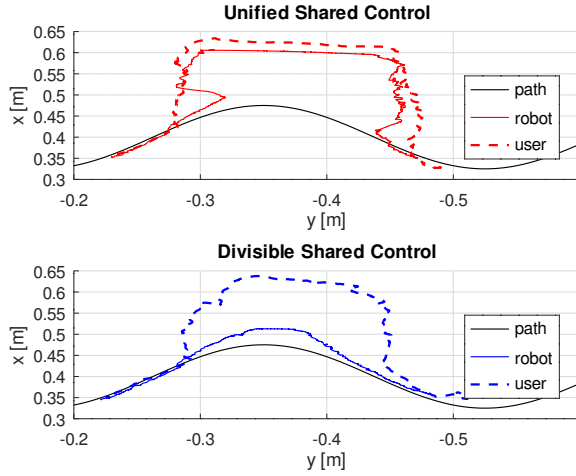 Unified Shared Control
0.65
0.6
0.55
0.5
0.45
0.4
0.35
0.3
x [m]
path
robot
user
-0.2
-0.3
-0.4
-0.5
y [m]
Divisible Shared Control
0.65
0.6
0.55
0.5
0.45
0.4
0.35
0.3
x [m]
path
robot
user
-0.2
-0.3
-0.4
-0.5
y [m]